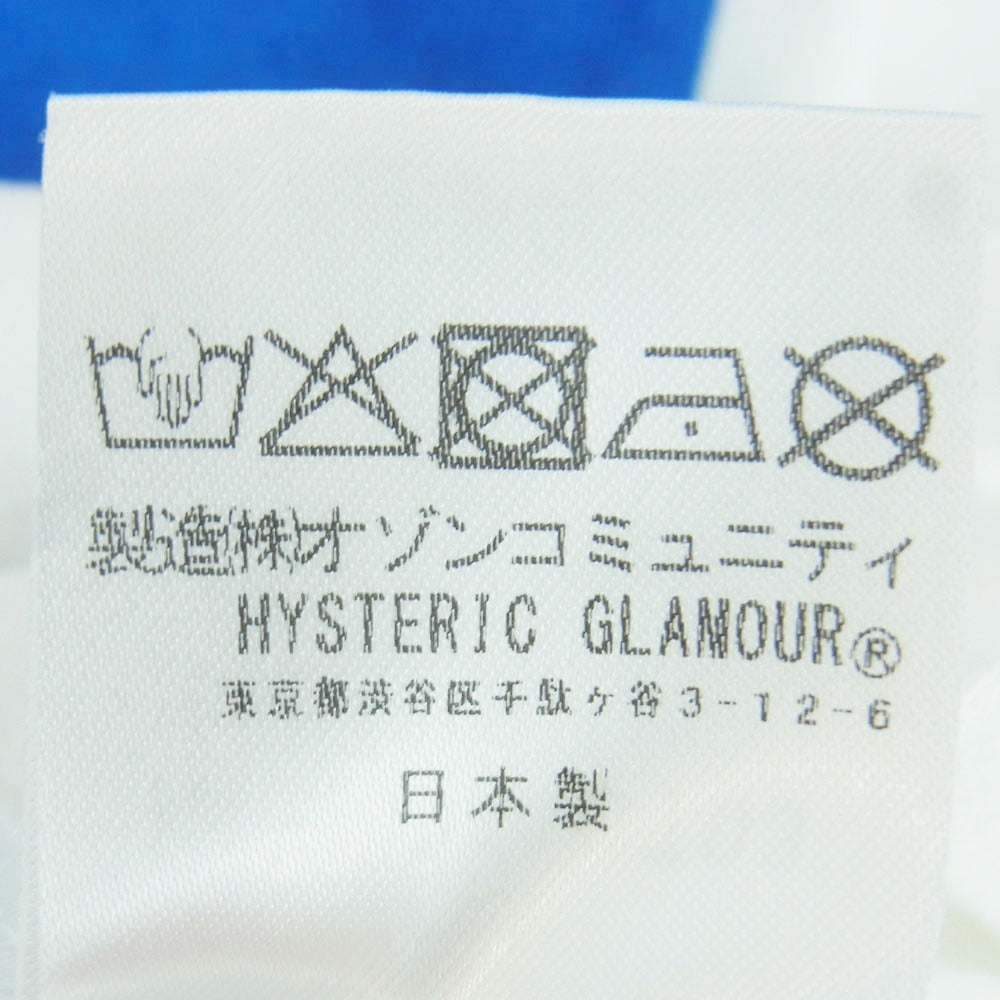 製造(株)オゾンコミュニティ
HYSTERIC GLAMOUR®
東京都渋谷区千駄ヶ谷3-12-6
日本製